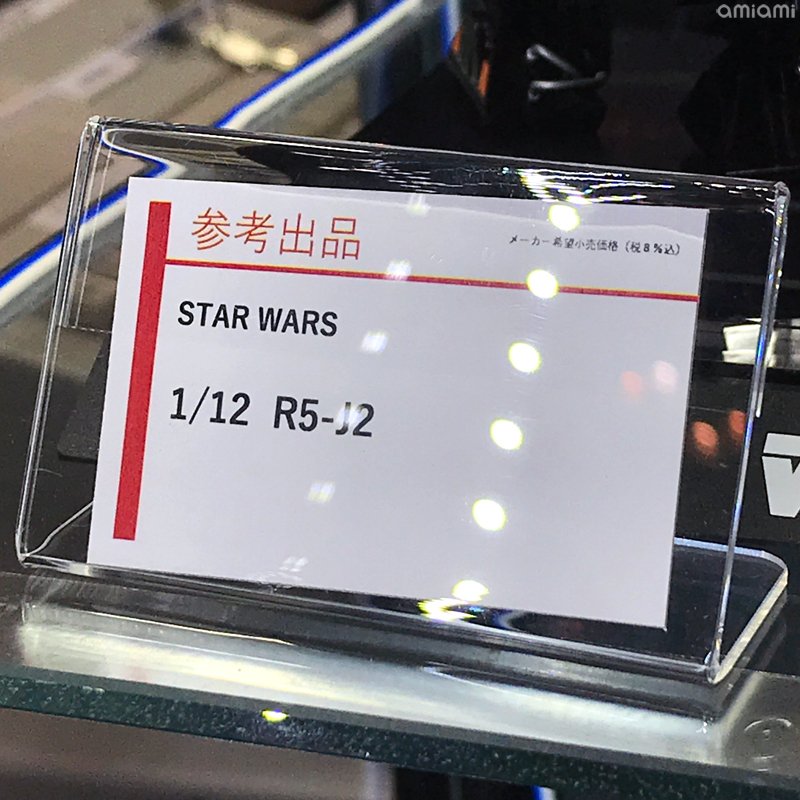 amiami
参考出品
メーカー希望小売価格（税8%込）
STAR WARS
1/12 R5-J2